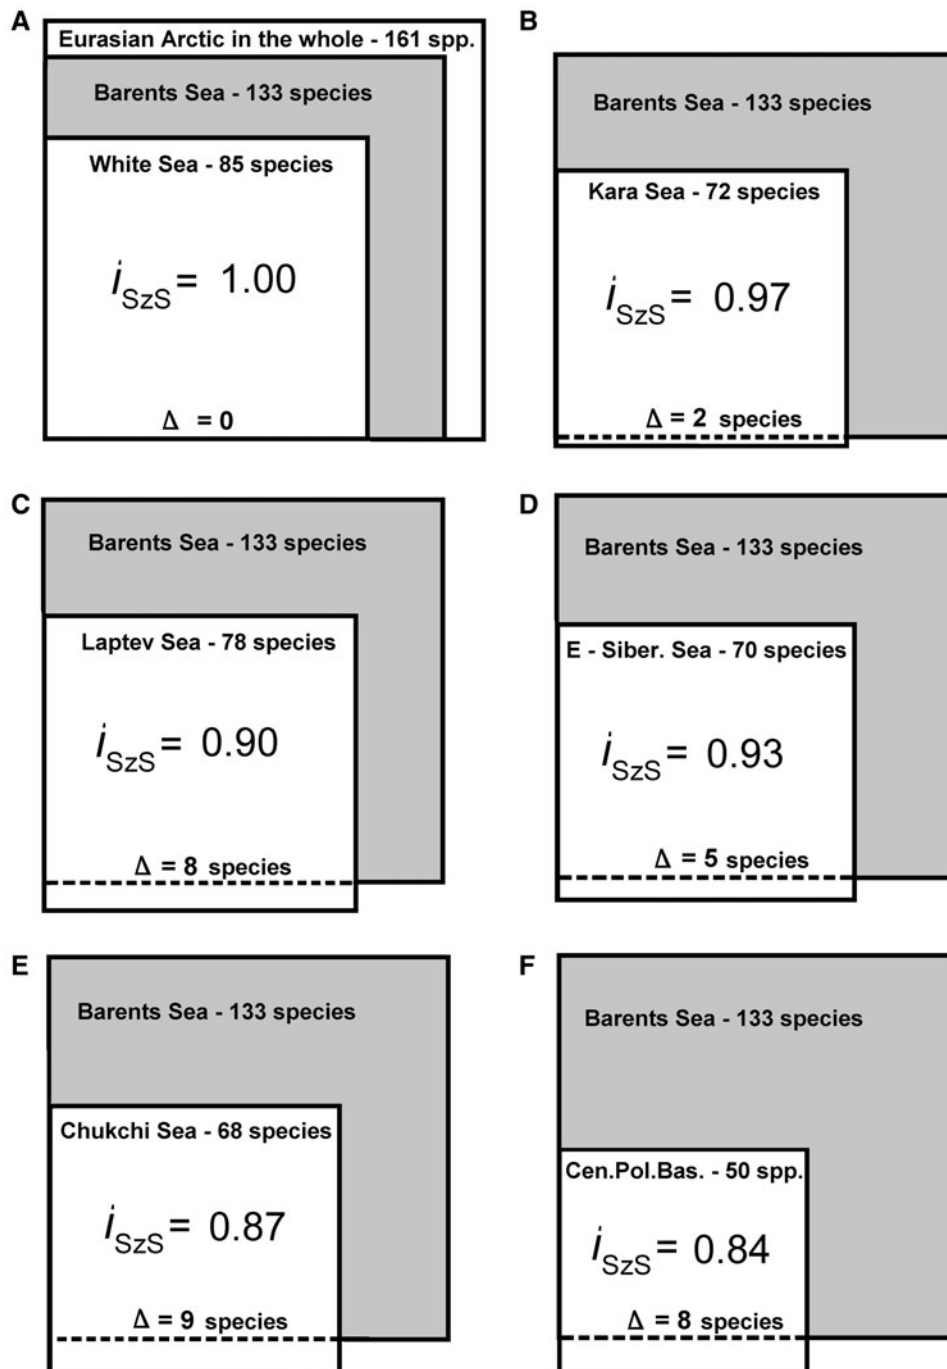 A
Eurasian Arctic in the whole - 161 spp.
Barents Sea - 133 species
White Sea - 85 species
iSzS = 1.00
Δ = 0
B
Barents Sea - 133 species
Kara Sea - 72 species
iSzS = 0.97
Δ = 2 species
C
Barents Sea - 133 species
Laptev Sea - 78 species
iSzS = 0.90
Δ = 8 species
D
Barents Sea - 133 species
E - Siber. Sea - 70 species
iSzS = 0.93
Δ = 5 species
E
Barents Sea - 133 species
Chukchi Sea - 68 species
iSzS = 0.87
Δ = 9 species
F
Barents Sea - 133 species
Cen.Pol.Bas. - 50 spp.
iSzS = 0.84
Δ = 8 species